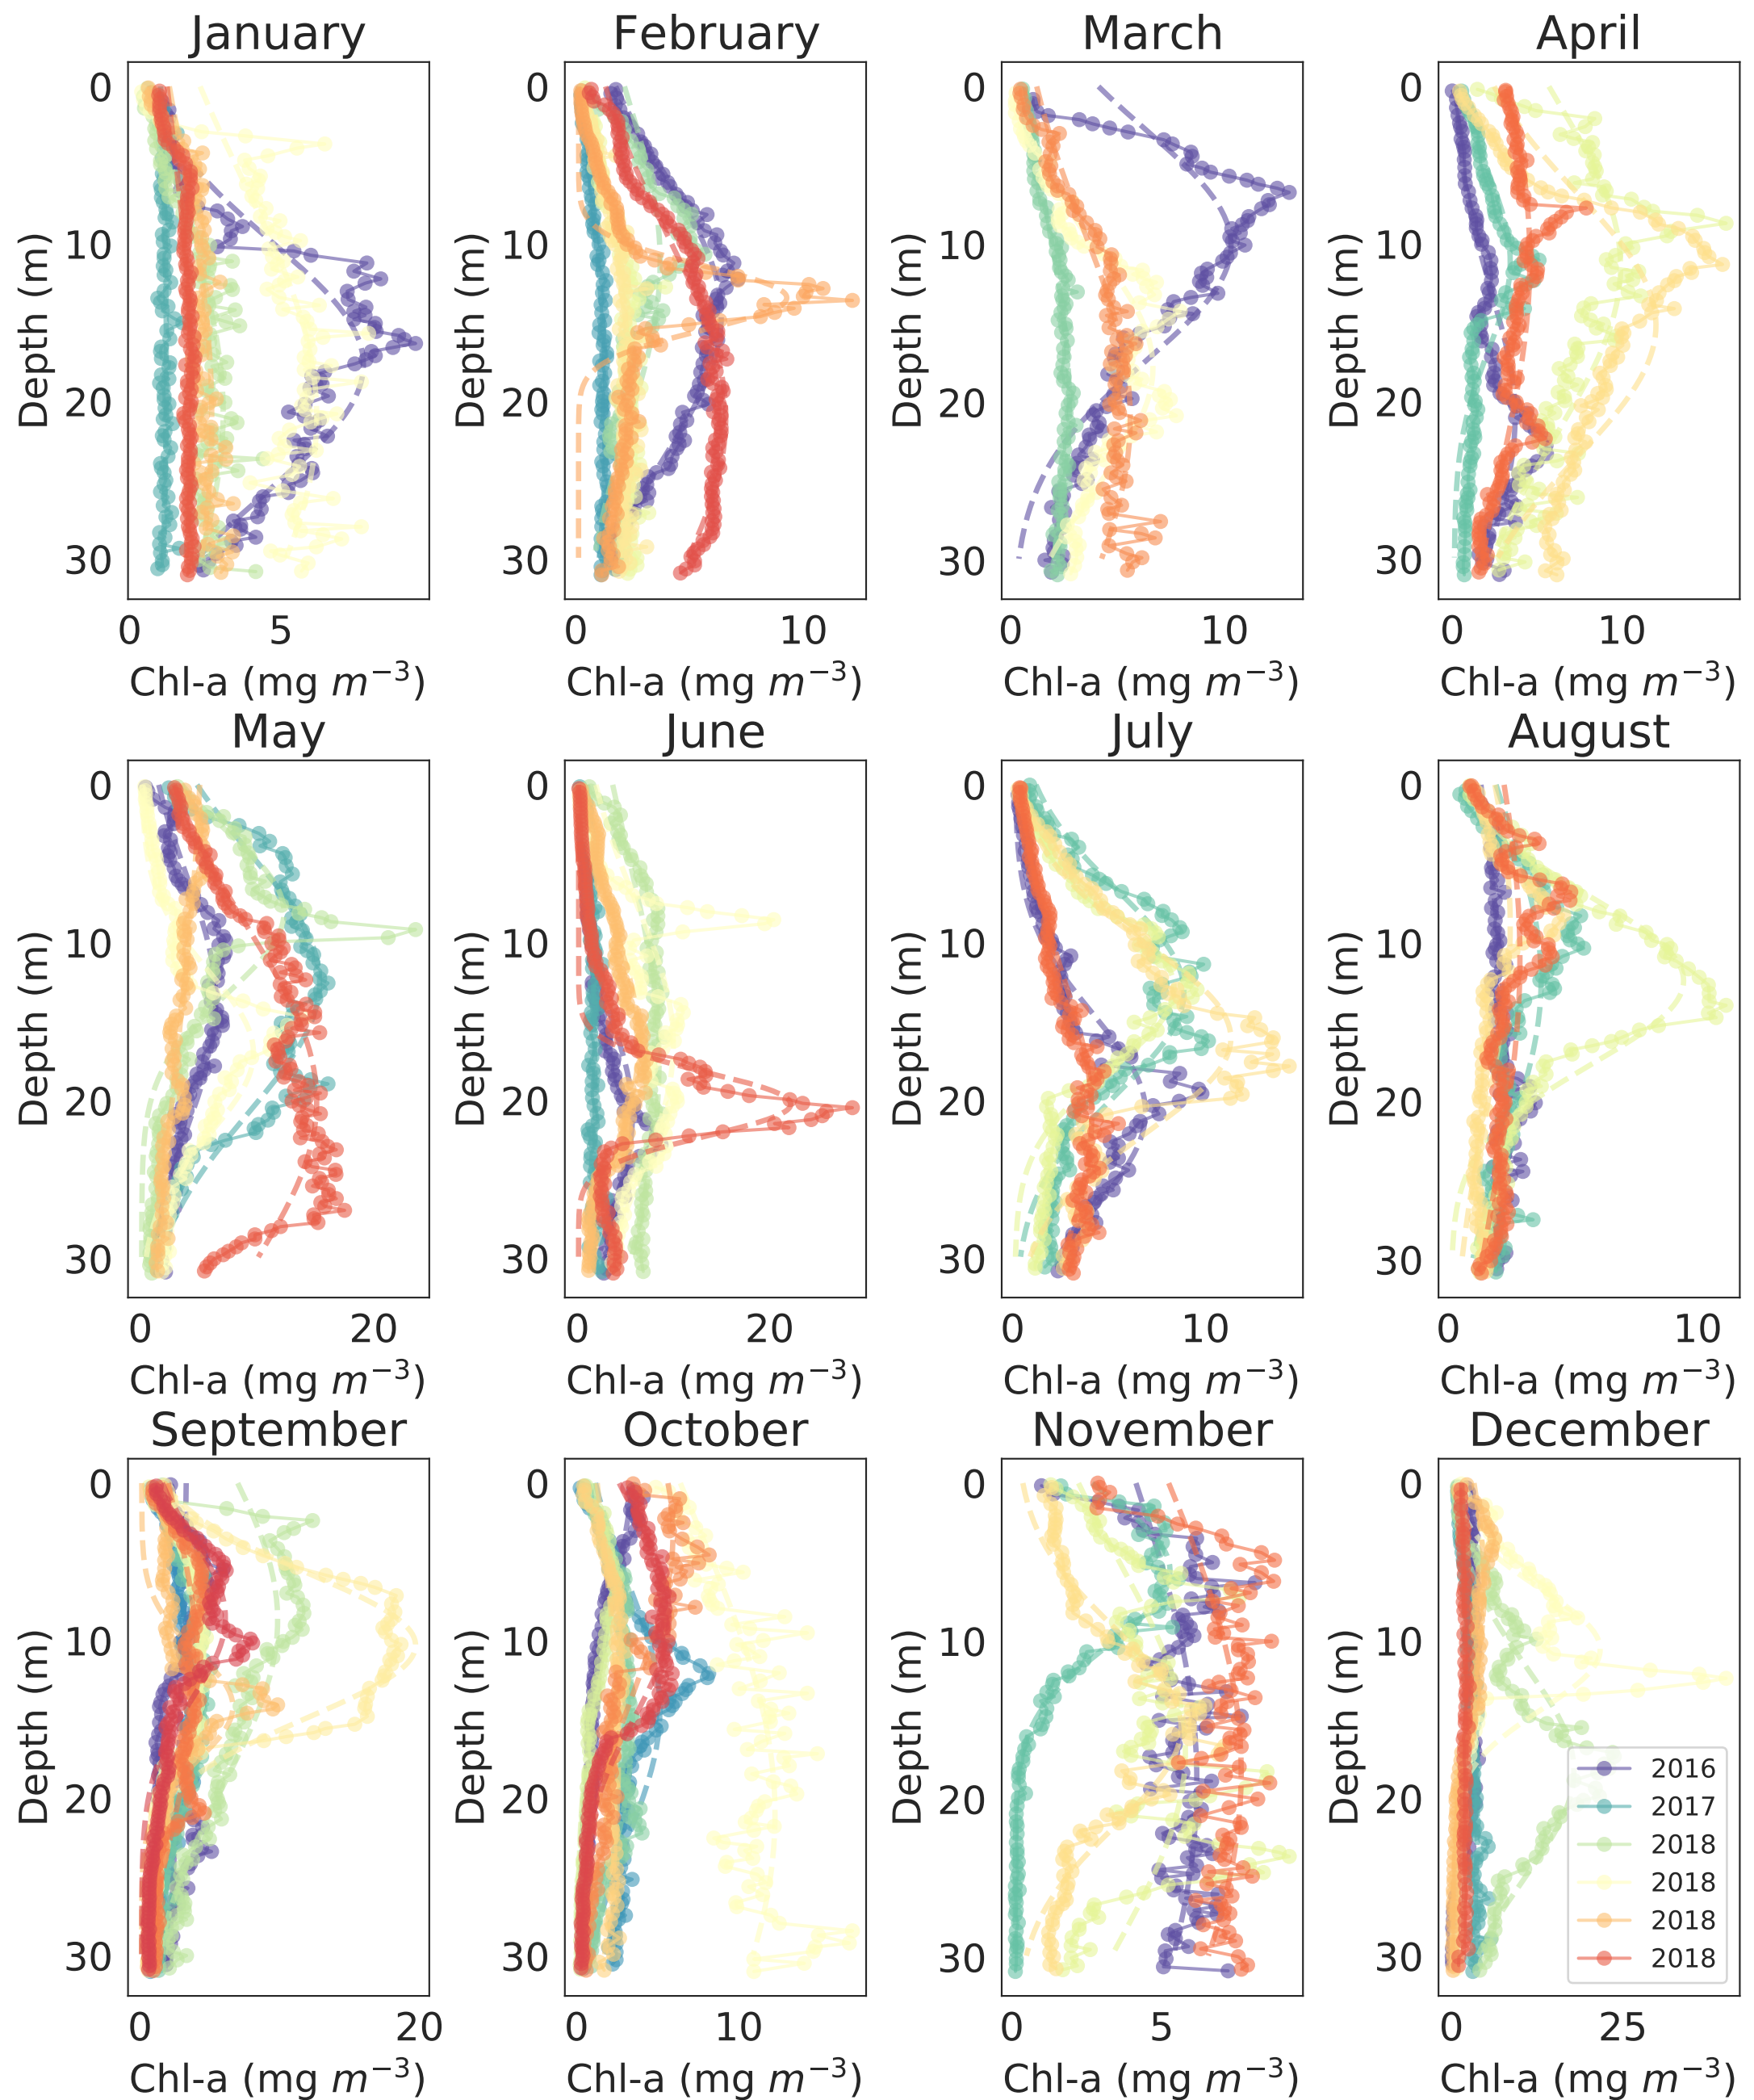 January February March April
0 0 0 0
10 10 10 10
20 20 20 20
30 30 30 30
Depth (m) Depth (m) Depth (m) Depth (m)
0 5 0 10 0 10 0 10
Chl-a (mg m−3) Chl-a (mg m−3) Chl-a (mg m−3) Chl-a (mg m−3)
May June July August
0 0 0 0
10 10 10 10
20 20 20 20
30 30 30 30
Depth (m) Depth (m) Depth (m) Depth (m)
0 20 0 20 0 10 0 10
Chl-a (mg m−3) Chl-a (mg m−3) Chl-a (mg m−3) Chl-a (mg m−3)
September October November December
0 0 0 0
10 10 10 10
20 20 20 20
30 30 30 30
Depth (m) Depth (m) Depth (m) Depth (m)
2016
2017
2018
2018
2018
2018
0 20 0 10 0 5 0 25
Chl-a (mg m−3) Chl-a (mg m−3) Chl-a (mg m−3) Chl-a (mg m−3)